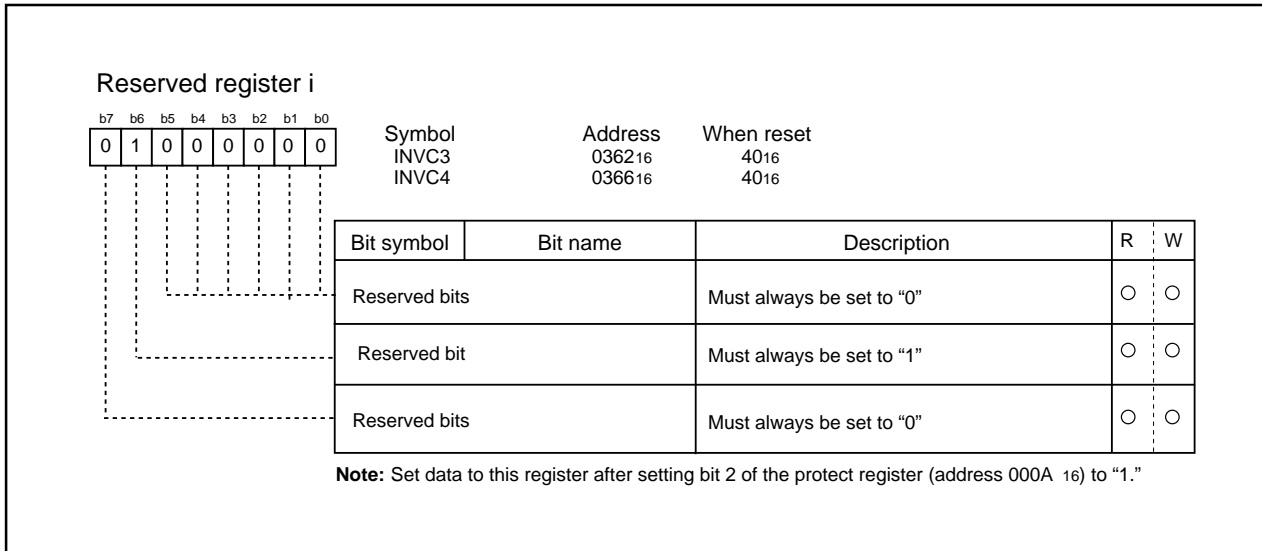 Reserved register i
b7 b6 b5 b4 b3 b2 b1 b0
0 1 0 0 0 0 0 0
Symbol Address When reset
INVC3 036216 4016
INVC4 036616 4016
Bit symbol Bit name Description R W
Reserved bits Must always be set to “0”
Reserved bit Must always be set to “1”
Reserved bits Must always be set to “0”
Note: Set data to this register after setting bit 2 of the protect register (address 000A 16) to “1.”